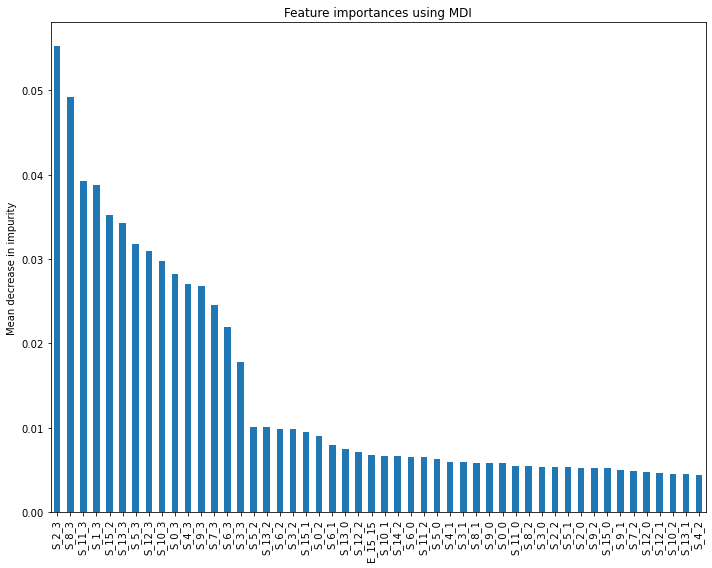 Feature importances using MDI
Mean decrease in impurity
0.05
0.04
0.03
0.02
0.01
0.00
S_2_3
S_8_3
S_11_3
S_1_3
S_15_2
S_13_3
S_5_3
S_12_3
S_10_3
S_0_3
S_4_3
S_9_3
S_7_3
S_6_3
S_3_3
S_5_2
S_13_2
S_6_2
S_3_2
S_15_1
S_0_2
S_6_1
S_13_0
S_12_2
E_15_15
S_10_1
S_14_2
S_6_0
S_11_2
S_5_0
S_4_1
S_3_1
S_8_1
S_9_0
S_0_0
S_11_0
S_8_2
S_3_0
S_2_2
S_5_1
S_2_0
S_9_2
S_15_0
S_9_1
S_7_2
S_12_0
S_12_1
S_10_2
S_13_1
S_4_2